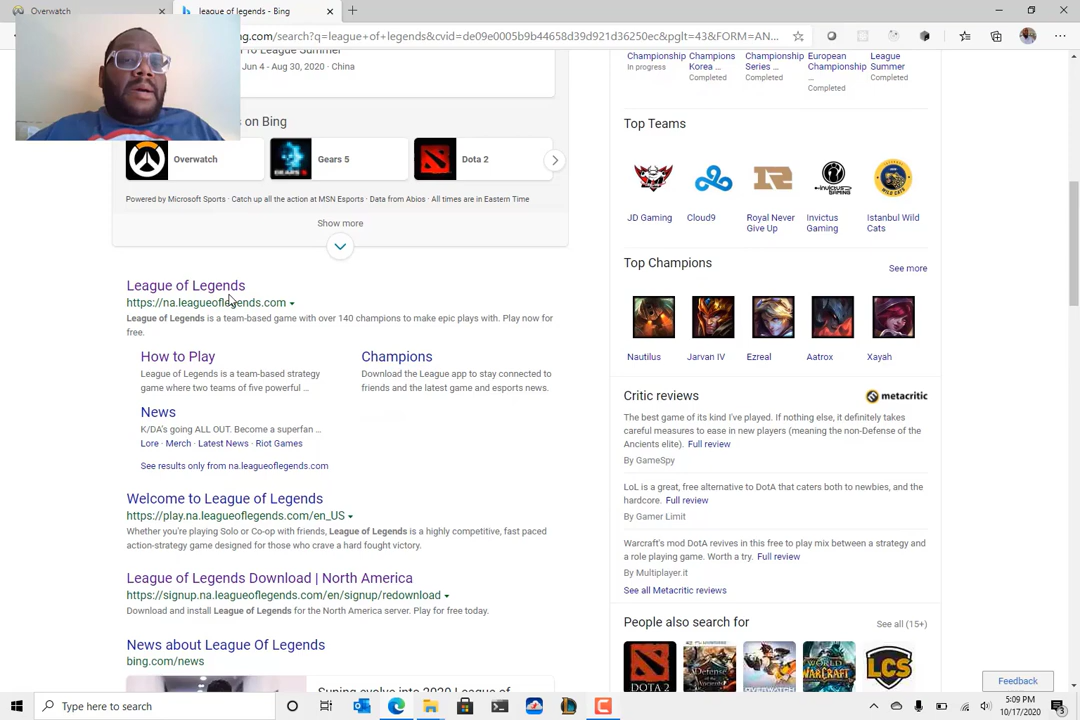 Overwatch
league of legends - Bing
ng.com/search?q=league+of+legends&cvid=de09e0005b9b44658d39d921d36250ec&pglt=43&FORM=AN...
LoL League Summer
Jun 4 - Aug 30, 2020 · China
on Bing
Overwatch
Gears 5
Dota 2
Powered by Microsoft Sports · Catch up all the action at MSN Esports · Data from Abios · All times are in Eastern Time
Show more
League of Legends
https://na.leagueoflegends.com
League of Legends is a team-based game with over 140 champions to make epic plays with. Play now for
free.
How to Play
League of Legends is a team-based strategy
game where two teams of five powerful ...
Champions
Download the League app to stay connected to
friends and the latest game and esports news.
News
K/DA's going ALL OUT. Become a superfan ...
Lore · Merch · Latest News · Riot Games
See results only from na.leagueoflegends.com
Welcome to League of Legends
https://play.na.leagueoflegends.com/en_US
Whether you're playing Solo or Co-op with friends, League of Legends is a highly competitive, fast paced
action-strategy game designed for those who crave a hard fought victory.
League of Legends Download | North America
https://signup.na.leagueoflegends.com/en/signup/redownload
Download and install League of Legends for the North America server. Play for free today.
News about League Of Legends
bing.com/news
Suning evolve into 2020 League of
Championship
In progress
Champions
Korea ...
Completed
Championship
Series ...
Completed
European
Championship
...
Completed
League
Summer
Completed
Top Teams
JD Gaming
Cloud9
Royal Never
Give Up
Invictus
Gaming
Istanbul Wild
Cats
Top Champions
See more
Nautilus
Jarvan IV
Ezreal
Aatrox
Xayah
Critic reviews
metacritic
The best game of its kind I've played. If nothing else, it definitely takes
careful measures to ease in new players (meaning the non-Defense of the
Ancients elite). Full review
By GameSpy
LoL is a great, free alternative to DotA that caters both to newbies, and the
hardcore. Full review
By Gamer Limit
Warcraft's mod DotA revives in this free to play mix between a strategy and
a role playing game. Worth a try. Full review
By Multiplayer.it
See all Metacritic reviews
People also search for
See all (15+)
DOTA 2
LCS
Feedback
Type here to search
5:09 PM
10/17/2020
3